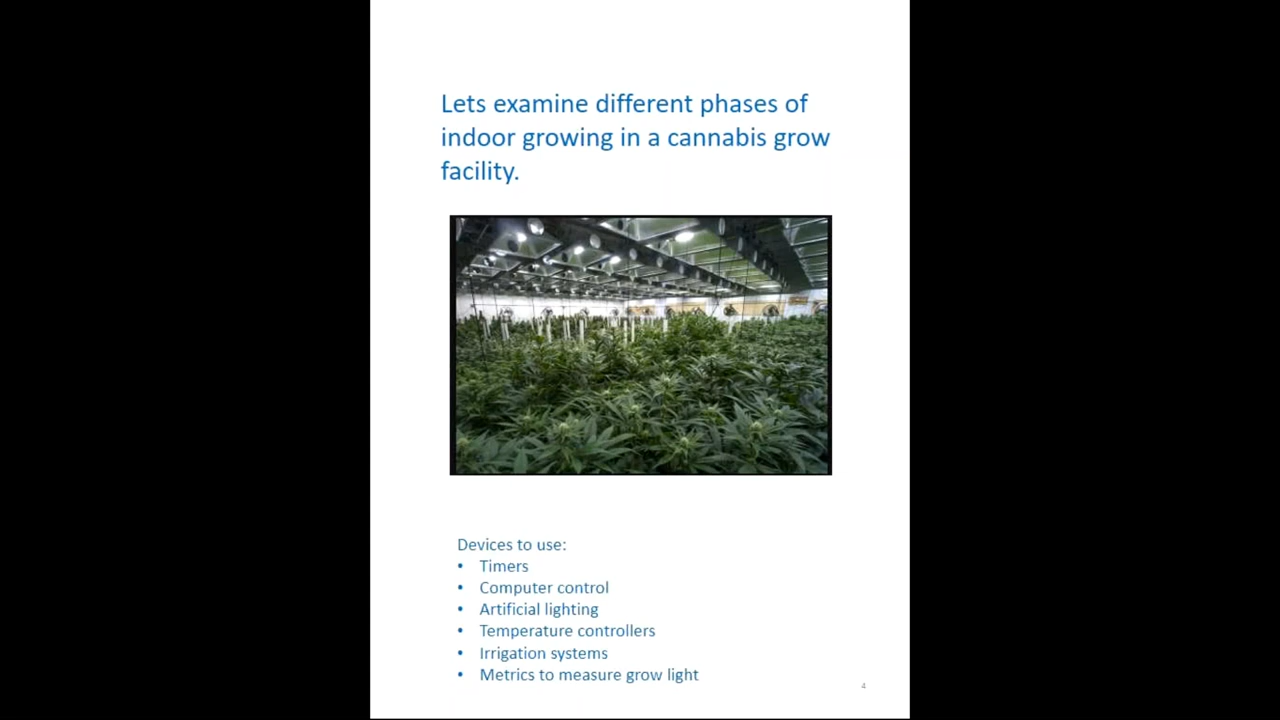 Lets examine different phases of
indoor growing in a cannabis grow
facility.
Devices to use:
• Timers
• Computer control
• Artificial lighting
• Temperature controllers
• Irrigation systems
• Metrics to measure grow light
4